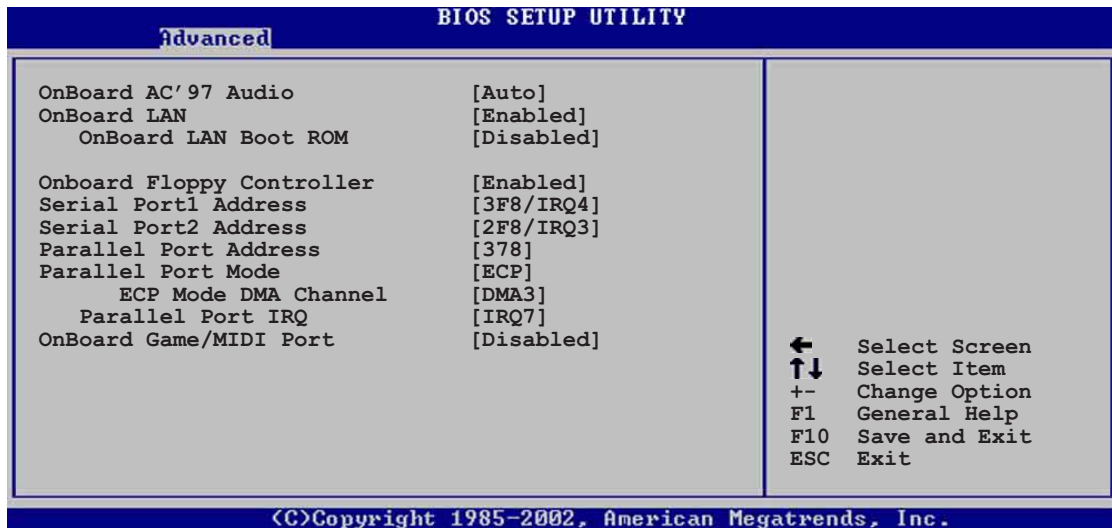 BIOS SETUP UTILITY
Advanced
OnBoard AC’97 Audio [Auto]
OnBoard LAN [Enabled]
OnBoard LAN Boot ROM [Disabled]
Onboard Floppy Controller [Enabled]
Serial Port1 Address [3F8/IRQ4]
Serial Port2 Address [2F8/IRQ3]
Parallel Port Address [378]
Parallel Port Mode [ECP]
ECP Mode DMA Channel [DMA3]
Parallel Port IRQ [IRQ7]
OnBoard Game/MIDI Port [Disabled]
← Select Screen
↑↓ Select Item
+- Change Option
F1 General Help
F10 Save and Exit
ESC Exit
(C)Copyright 1985-2002, American Megatrends, Inc.